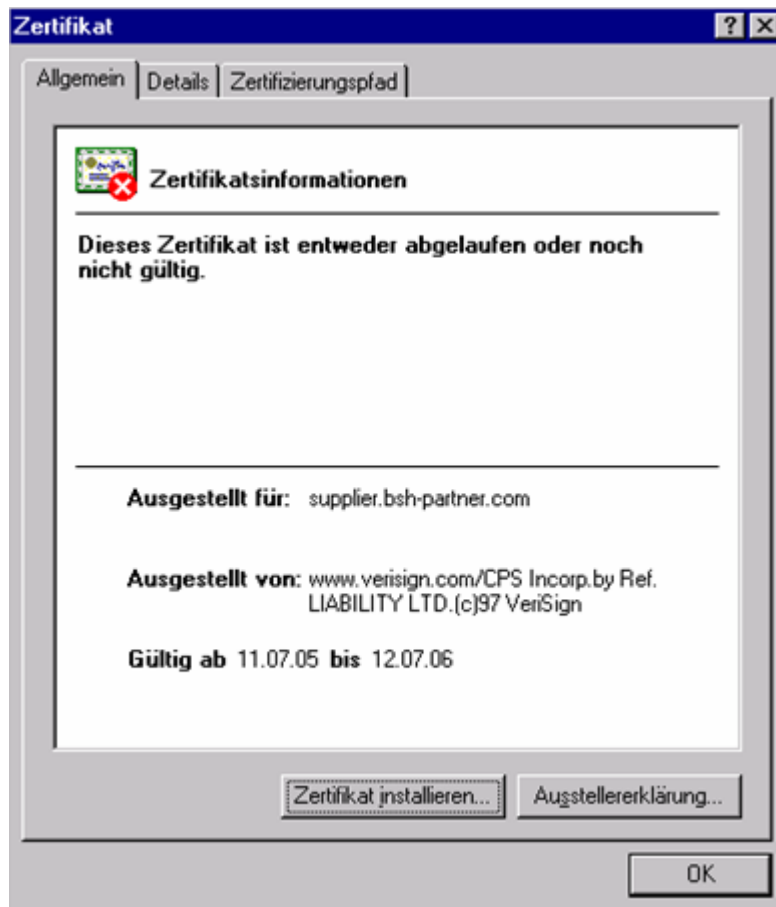 Zertifikat
Allgemein Details Zertifizierungspfad
Zertifikatsinformationen
Dieses Zertifikat ist entweder abgelaufen oder noch
nicht gültig.
Ausgestellt für: supplier.bsh-partner.com
Ausgestellt von: www.verisign.com/CPS Incorp.by Ref.
LIABILITY LTD.(c)97 VeriSign
Gültig ab 11.07.05 bis 12.07.06
Zertifikat installieren... Ausstellererklärung...
OK